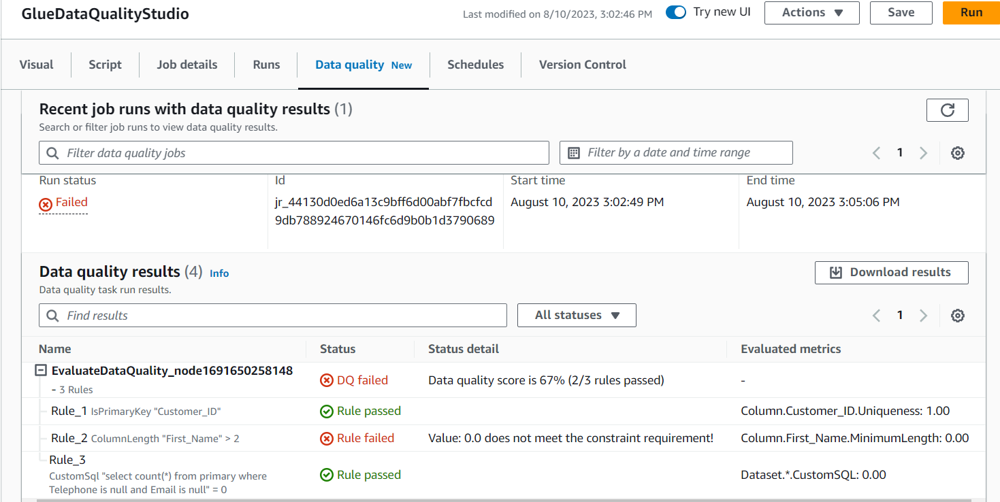 GlueDataQualityStudio
Last modified on 8/10/2023, 3:02:46 PM
Try new UI
Actions
Save
Run
Visual
Script
Job details
Runs
Data quality New
Schedules
Version Control
Recent job runs with data quality results (1)
Search or filter job runs to view data quality results.
Filter data quality jobs
Filter by a date and time range
1
Run status
Id
Start time
End time
Failed
jr_44130d0ed6a13c9bff6d00abf7fbcfcd
9db788924670146fc6d9b0b1d3790689
August 10, 2023 3:02:49 PM
August 10, 2023 3:05:06 PM
Data quality results (4) Info
Data quality task run results.
Download results
Find results
All statuses
1
Name
Status
Status detail
Evaluated metrics
EvaluateDataQuality_node1691650258148
- 3 Rules
DQ failed
Data quality score is 67% (2/3 rules passed)
-
Rule_1 IsPrimaryKey "Customer_ID"
Rule passed
Column.Customer_ID.Uniqueness: 1.00
Rule_2 ColumnLength "First_Name" > 2
Rule failed
Value: 0.0 does not meet the constraint requirement!
Column.First_Name.MinimumLength: 0.00
Rule_3
CustomSql "select count(*) from primary where
Telephone is null and Email is null" = 0
Rule passed
Dataset.*.CustomSQL: 0.00